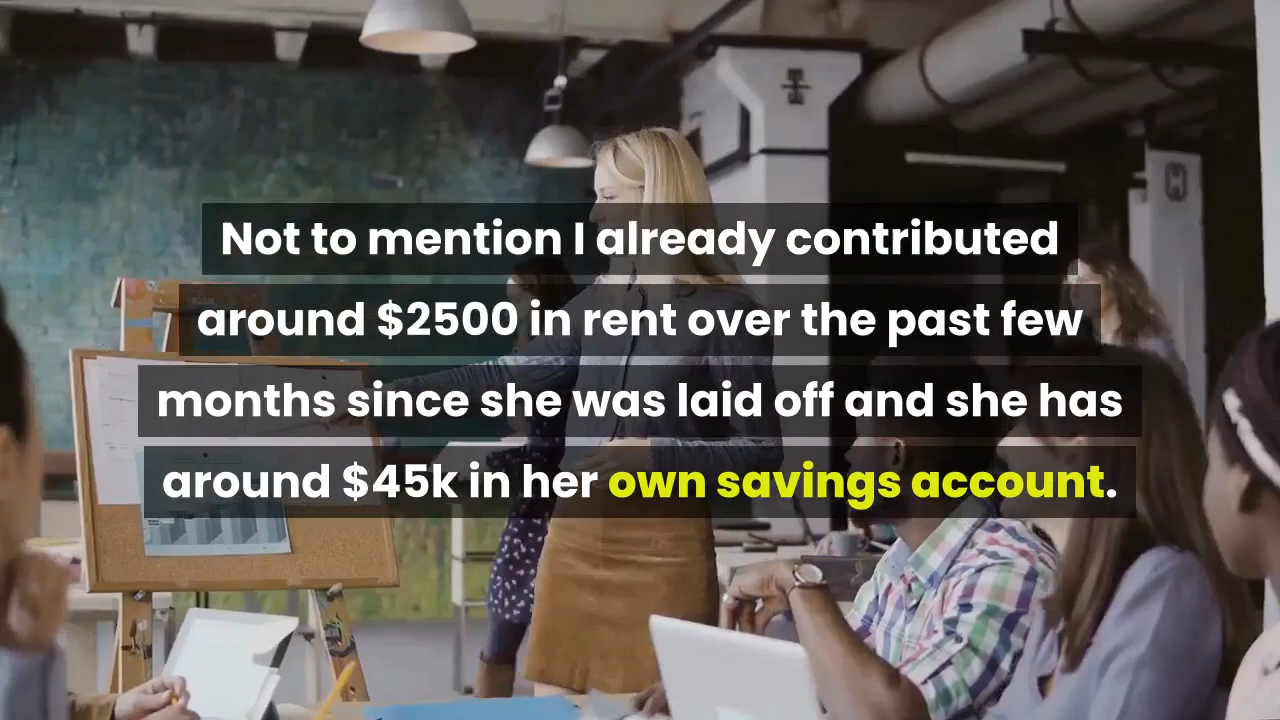 Not to mention I already contributed
around $2500 in rent over the past few
months since she was laid off and she has
around $45k in her own savings account.